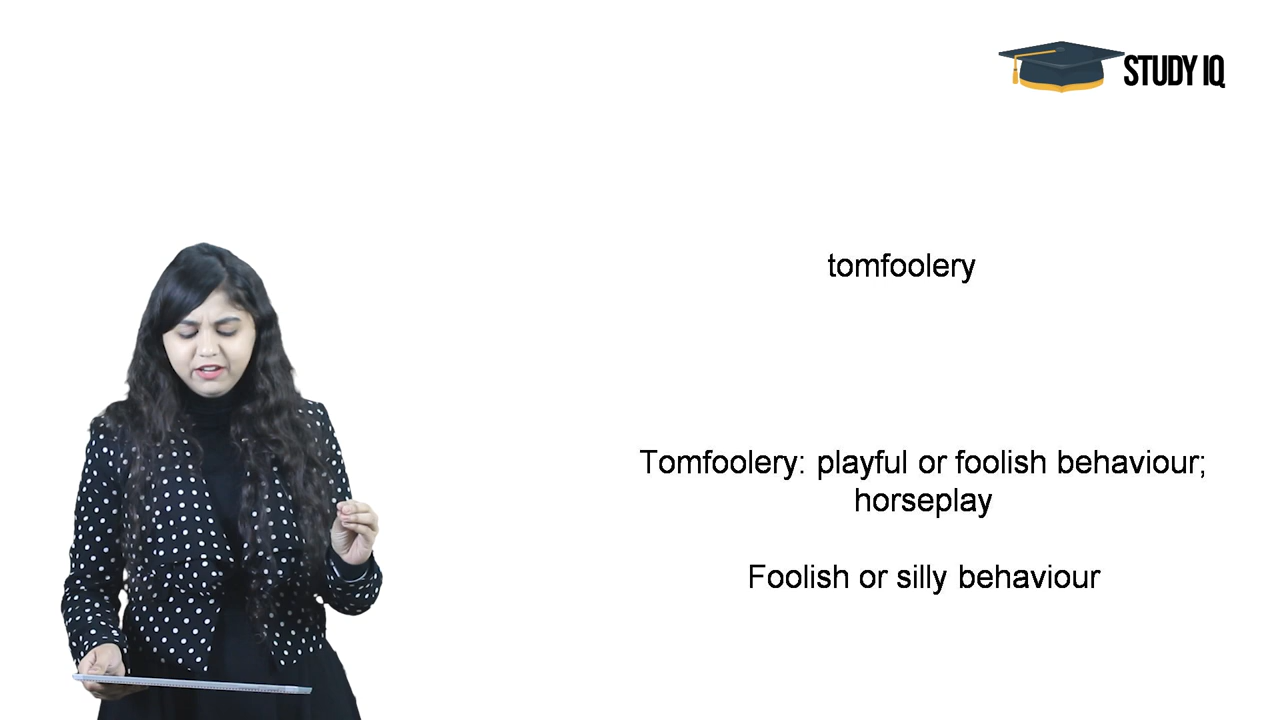 STUDY IQ
tomfoolery
Tomfoolery: playful or foolish behaviour;
horseplay
Foolish or silly behaviour